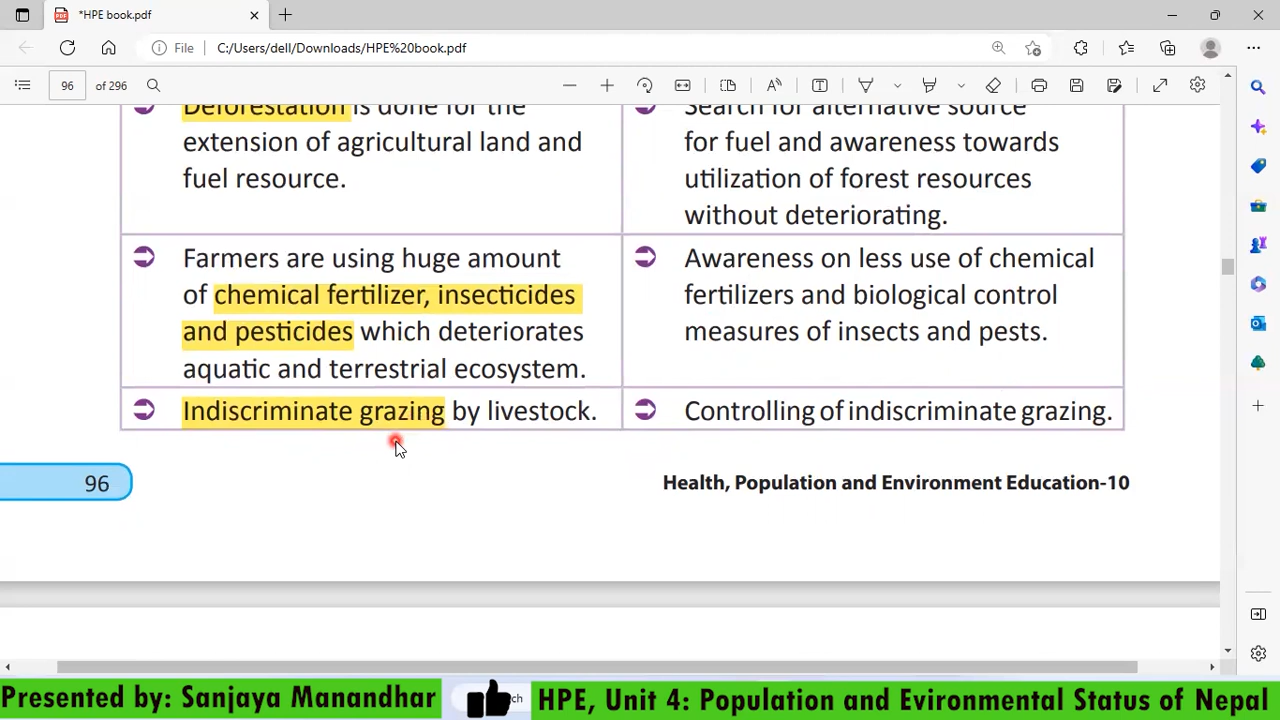 *HPE book.pdf
File C:/Users/dell/Downloads/HPE%20book.pdf
96 of 296
Deforestation is done for the
extension of agricultural land and
fuel resource.
Search for alternative source
for fuel and awareness towards
utilization of forest resources
without deteriorating.
Farmers are using huge amount
of chemical fertilizer, insecticides
and pesticides which deteriorates
aquatic and terrestrial ecosystem.
Awareness on less use of chemical
fertilizers and biological control
measures of insects and pests.
Indiscriminate grazing by livestock.
Controlling of indiscriminate grazing.
96
Health, Population and Environment Education-10
Presented by: Sanjaya Manandhar
HPE, Unit 4: Population and Evironmental Status of Nepal